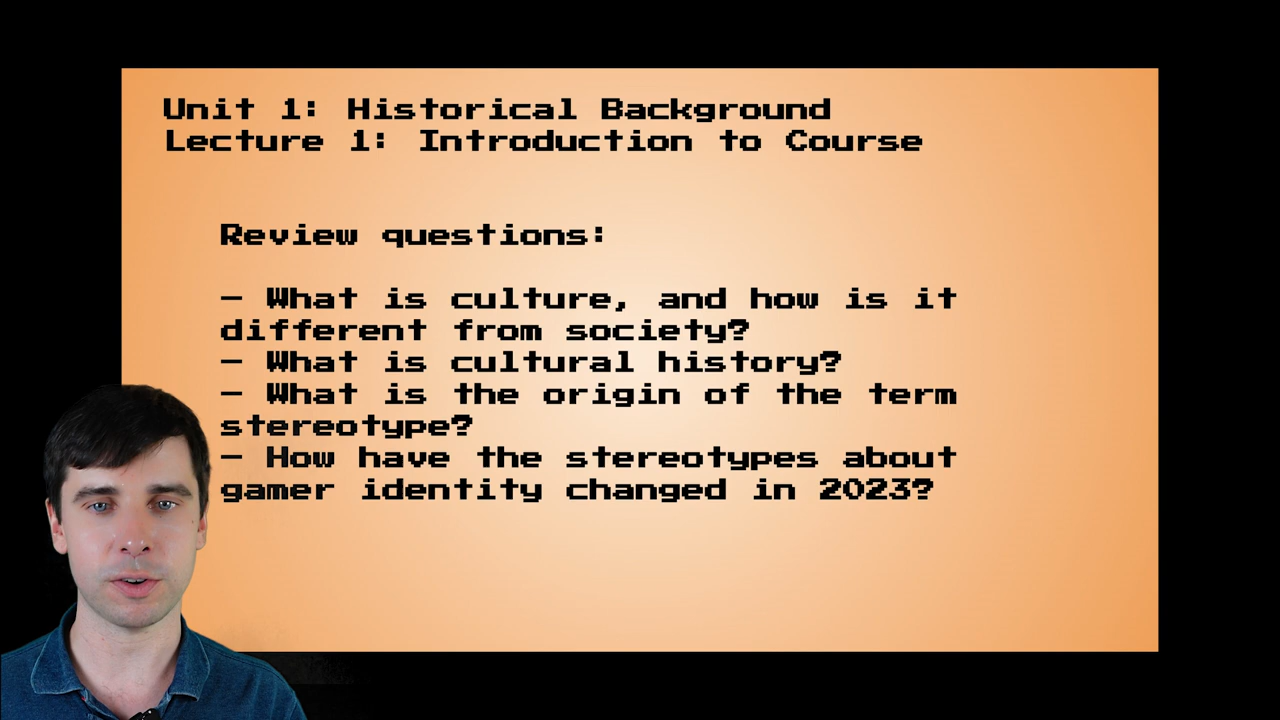 Unit 1: Historical Background
Lecture 1: Introduction to Course
Review questions:
- What is culture, and how is it
different from society?
- What is cultural history?
- What is the origin of the term
stereotype?
- How have the stereotypes about
gamer identity changed in 2023?